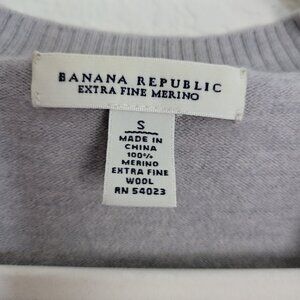 BANANA REPUBLIC
EXTRA FINE MERINO
S
MADE IN
CHINA
100%
MERINO
EXTRA FINE
WOOL
RN 54023